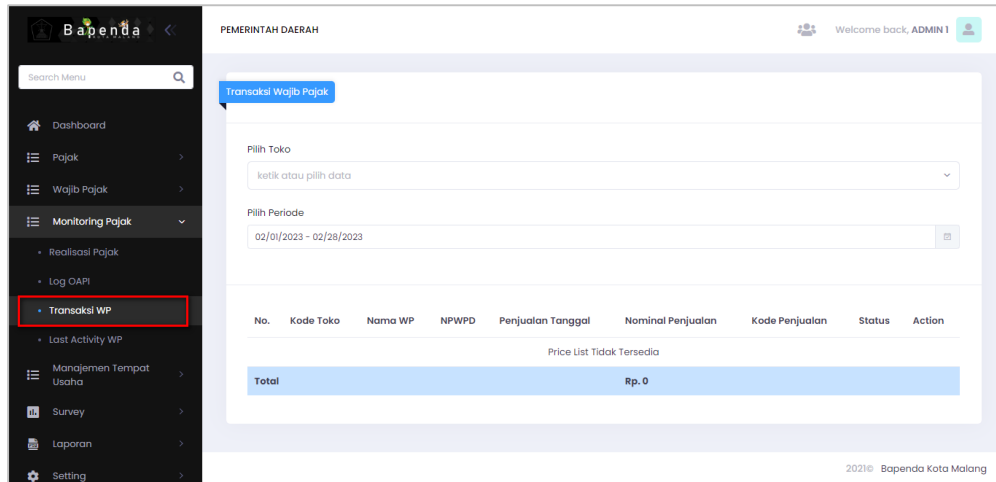 Bapenda
KOTA MALANG
PEMERINTAH DAERAH
Welcome back, ADMIN 1
Search Menu
Dashboard
Pajak
Wajib Pajak
Monitoring Pajak
Realisasi Pajak
Log OAPI
Transaksi WP
Last Activity WP
Manajemen Tempat
Usaha
Survey
Laporan
Setting
Transaksi Wajib Pajak
Pilih Toko
ketik atau pilih data
Pilih Periode
02/01/2023 - 02/28/2023
No. Kode Toko Nama WP NPWPD Penjualan Tanggal Nominal Penjualan Kode Penjualan Status Action
Price List Tidak Tersedia
Total Rp. 0
2021© Bapenda Kota Malang